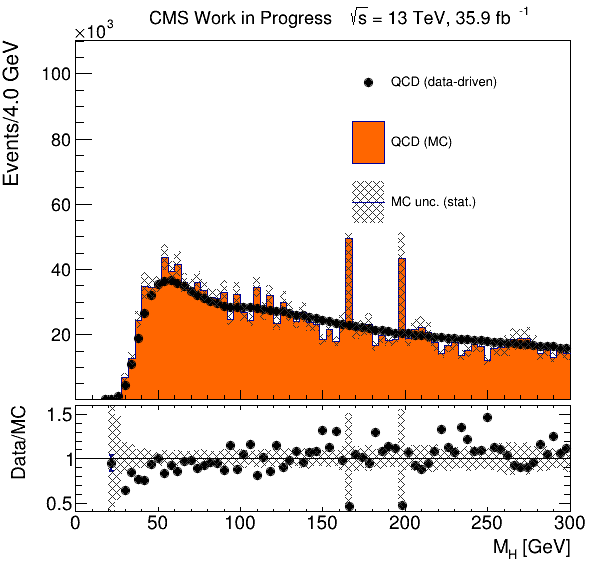 CMS Work in Progress √s = 13 TeV, 35.9 fb⁻¹
×10³
Events/4.0 GeV
100
80
60
40
20
QCD (data-driven)
QCD (MC)
MC unc. (stat.)
Data/MC
1.5
1
0.5
0 50 100 150 200 250 300
M_H [GeV]